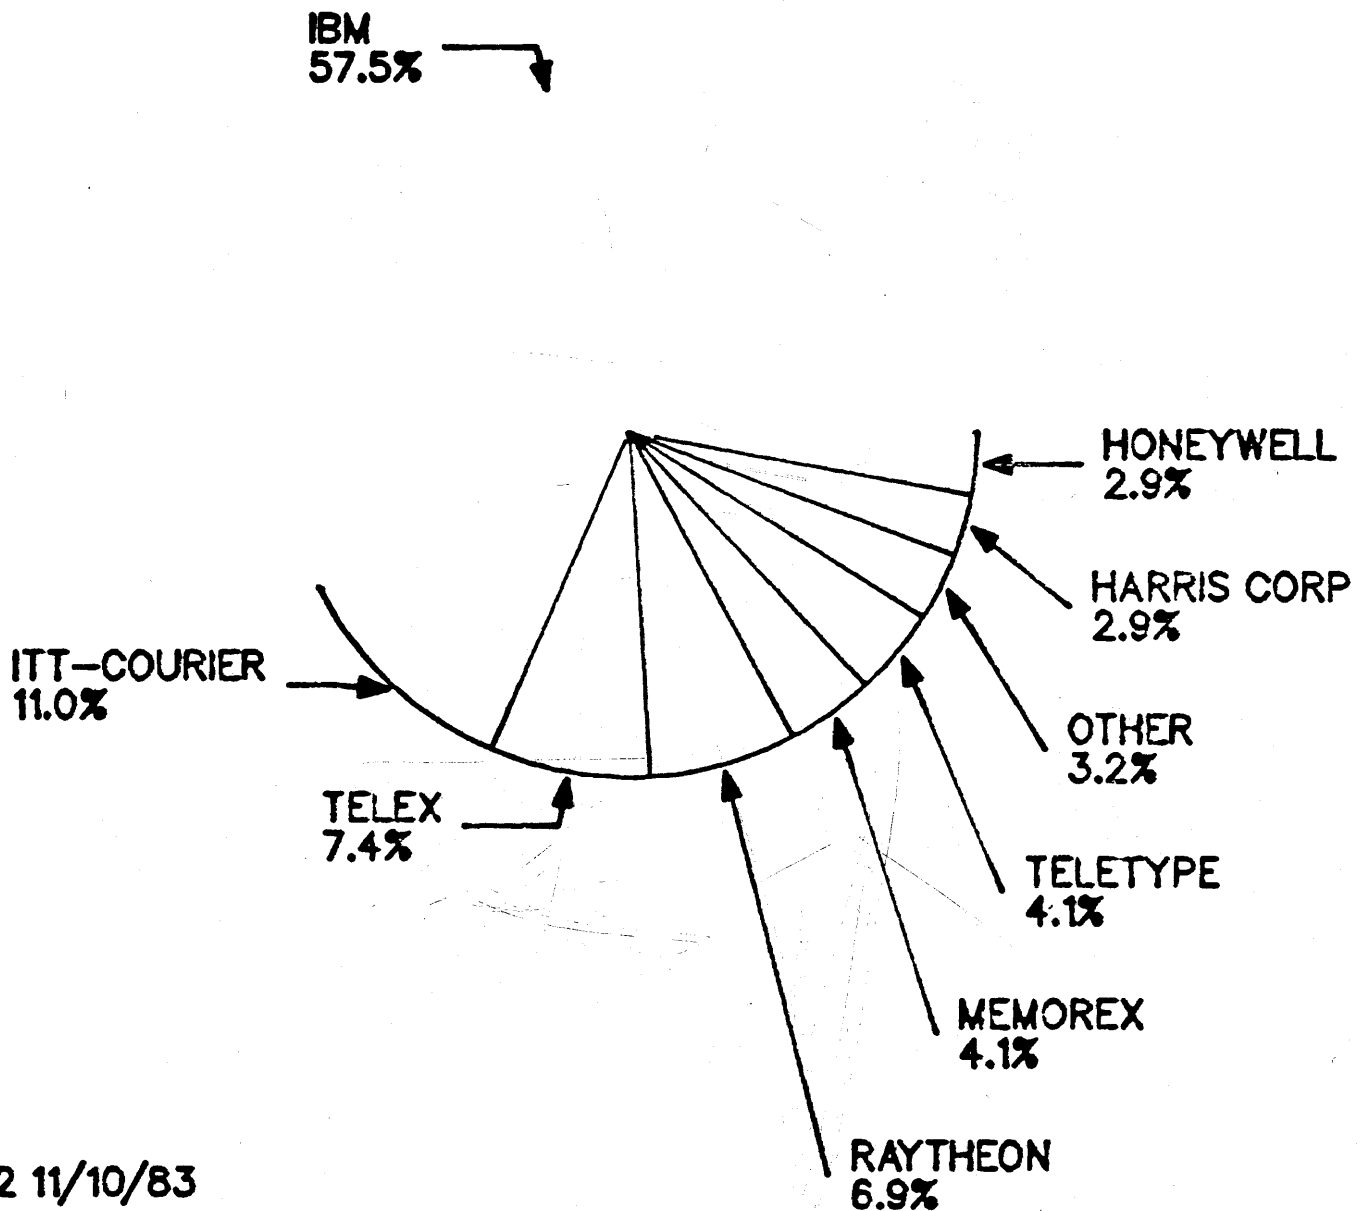 IBM
57.5%
HONEYWELL
2.9%
HARRIS CORP
2.9%
ITT-COURIER
11.0%
OTHER
3.2%
TELEX
7.4%
TELETYPE
4.1%
MEMOREX
4.1%
RAYTHEON
6.9%
2 11/10/83